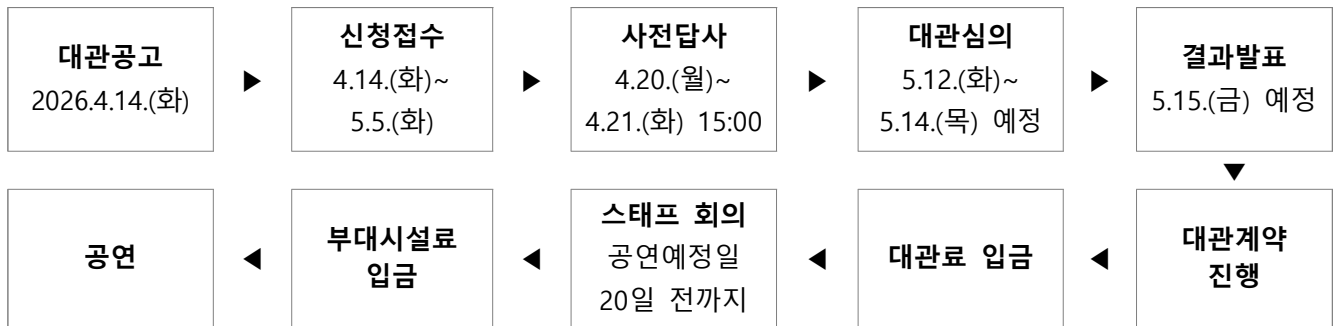 대관공고
2026.4.14.(화)
▶
신청접수
4.14.(화)~
5.5.(화)
▶
사전답사
4.20.(월)~
4.21.(화) 15:00
▶
대관심의
5.12.(화)~
5.14.(목) 예정
▶
결과발표
5.15.(금) 예정
▼
대관계약
진행
◀
대관료 입금
◀
스태프 회의
공연예정일
20일 전까지
◀
부대시설료
입금
◀
공연